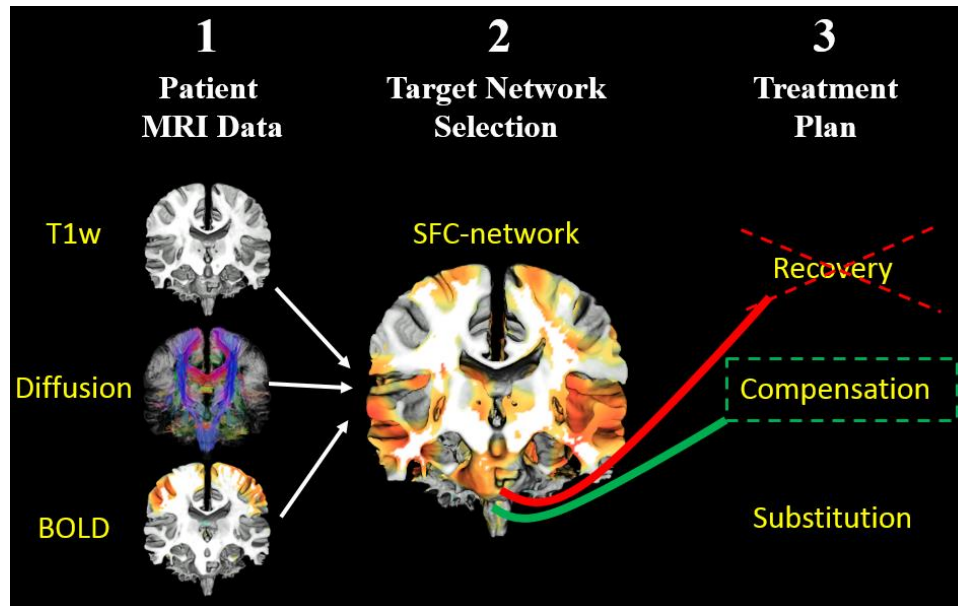 1
Patient
MRI Data
2
Target Network
Selection
3
Treatment
Plan
T1w
Diffusion
BOLD
SFC-network
Recovery
Compensation
Substitution